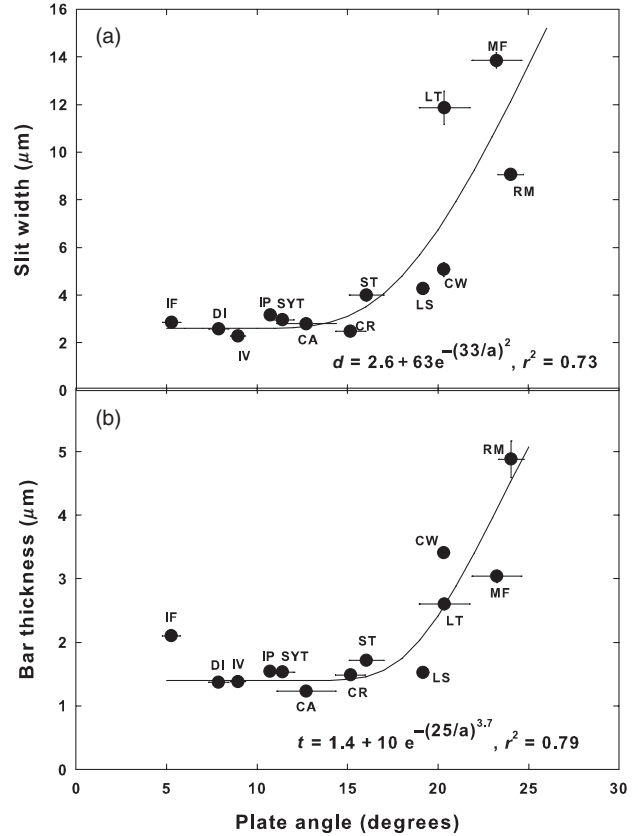 16
(a)
MF
14
LT
12
10
RM
Slit width (μm)
8
6
CW
ST
LS
4
IF
DI
IP SYT
CR
CA
2
IV
d = 2.6 + 63e^–(33/a)^2, r^2 = 0.73
0
(b)
RM
5
4
CW
Bar thickness (μm)
3
MF
LT
IF
2
ST
DI IV IP SYT
LS
CR
CA
1
t = 1.4 + 10 e^–(25/a)^3.7, r^2 = 0.79
0
0 5 10 15 20 25 30
Plate angle (degrees)